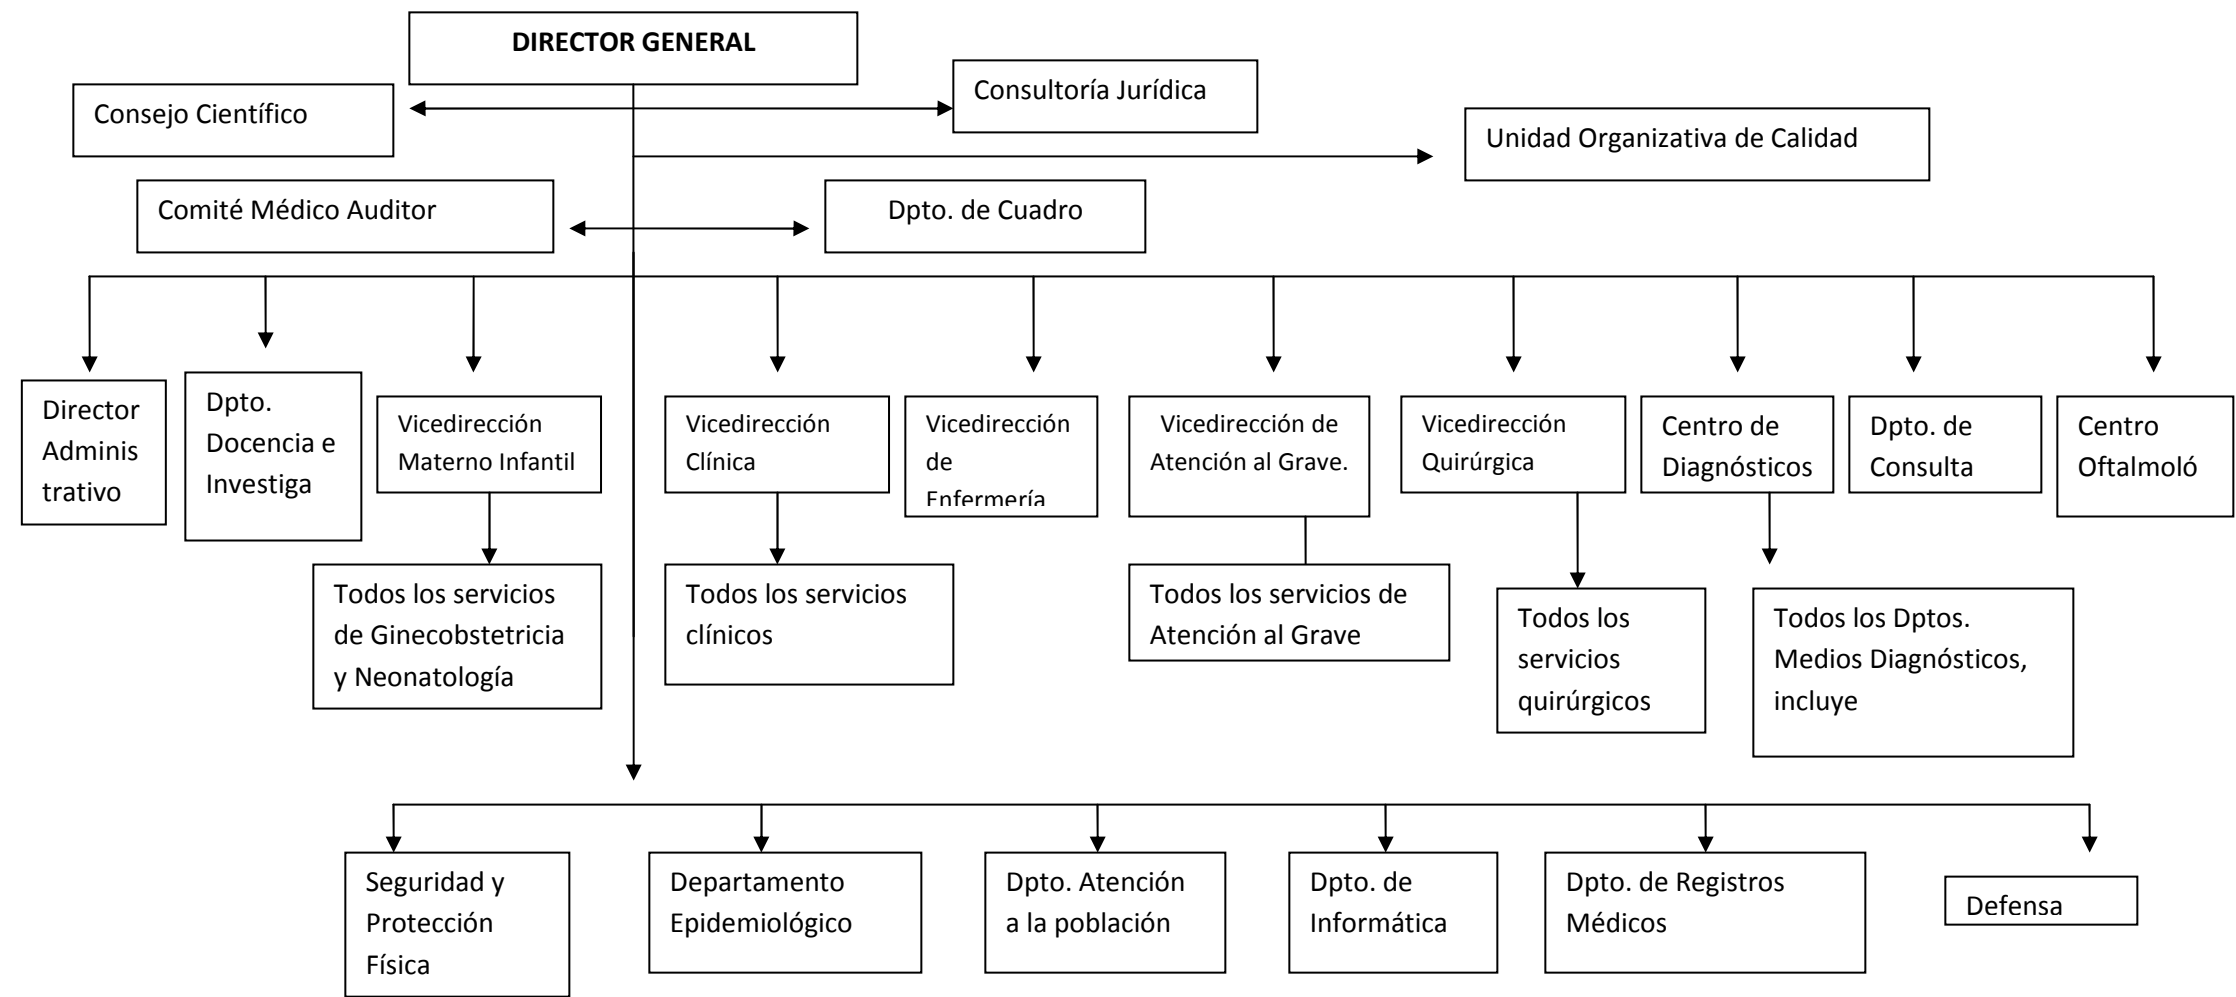 DIRECTOR GENERAL
Consultoría Jurídica
Consejo Científico
Unidad Organizativa de Calidad
Comité Médico Auditor
Dpto. de Cuadro
Director
Adminis
trativo
Dpto.
Docencia e
Investiga
Vicedirección
Materno Infantil
Vicedirección
Clínica
Vicedirección
de
Enfermería
Vicedirección de
Atención al Grave.
Vicedirección
Quirúrgica
Centro de
Diagnósticos
Dpto. de
Consulta
Centro
Oftalmoló
Todos los servicios
de Ginecobstetricia
y Neonatología
Todos los servicios
clínicos
Todos los servicios de
Atención al Grave
Todos los
servicios
quirúrgicos
Todos los Dptos.
Medios Diagnósticos,
incluye
Seguridad y
Protección
Física
Departamento
Epidemiológico
Dpto. Atención
a la población
Dpto. de
Informática
Dpto. de Registros
Médicos
Defensa